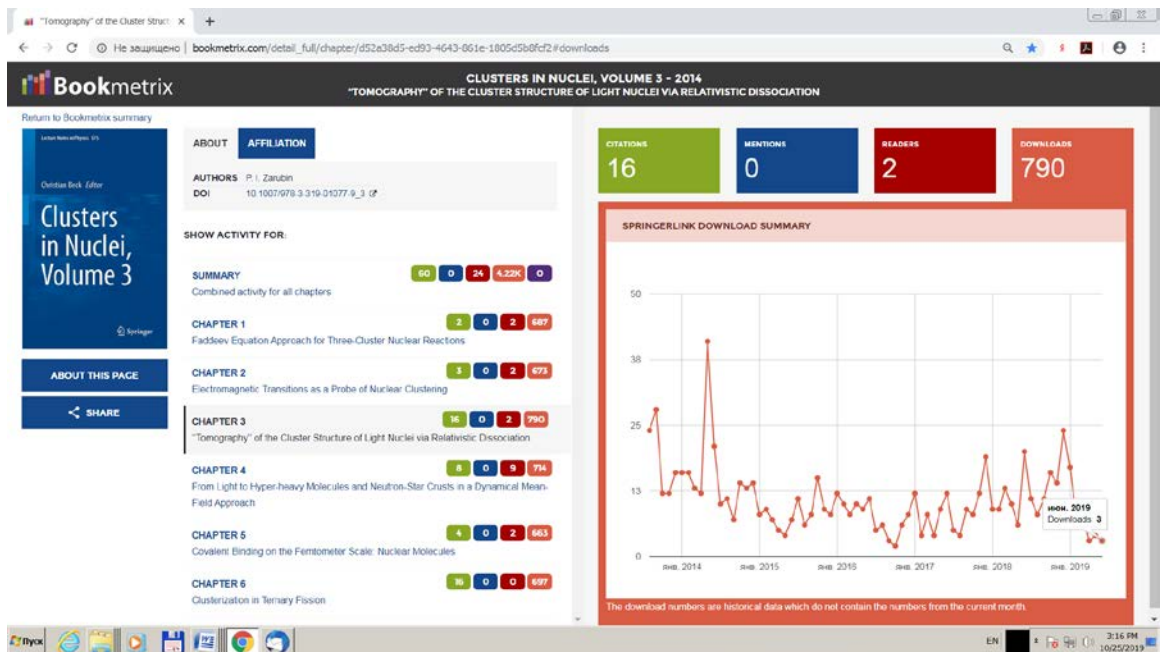 "Tomography" of the Cluster Struct
Не защищено | bookmetrix.com/detail_full/chapter/d52a38d5-ed93-4643-861e-1805d5b8fcf2#downloads
Bookmetrix
CLUSTERS IN NUCLEI, VOLUME 3 - 2014
"TOMOGRAPHY" OF THE CLUSTER STRUCTURE OF LIGHT NUCLEI VIA RELATIVISTIC DISSOCIATION
Return to Bookmetrix summary
Lecture Notes in Physics 875
Christian Beck Editor
Clusters
in Nuclei,
Volume 3
Springer
ABOUT THIS PAGE
SHARE
ABOUT AFFILIATION
AUTHORS P. I. Zarubin
DOI 10.1007/978-3-319-01077-9_3
SHOW ACTIVITY FOR:
SUMMARY 60 0 24 4.22K 0
Combined activity for all chapters
CHAPTER 1 2 0 2 687
Faddeev Equation Approach for Three-Cluster Nuclear Reactions
CHAPTER 2 3 0 2 673
Electromagnetic Transitions as a Probe of Nuclear Clustering
CHAPTER 3 16 0 2 790
"Tomography" of the Cluster Structure of Light Nuclei via Relativistic Dissociation
CHAPTER 4 8 0 9 714
From Light to Hyper-heavy Molecules and Neutron-Star Crusts in a Dynamical Mean-
Field Approach
CHAPTER 5 4 0 2 663
Covalent Binding on the Femtometer Scale: Nuclear Molecules
CHAPTER 6 16 0 0 697
Clusterization in Ternary Fission
CITATIONS
16
MENTIONS
0
READERS
2
DOWNLOADS
790
SPRINGERLINK DOWNLOAD SUMMARY
50
38
25
13
0
янв. 2014 янв. 2015 янв. 2016 янв. 2017 янв. 2018 янв. 2019
июн. 2019
Downloads 3
The download numbers are historical data which do not contain the numbers from the current month.
Пуск
EN
3:16 PM
10/25/2019